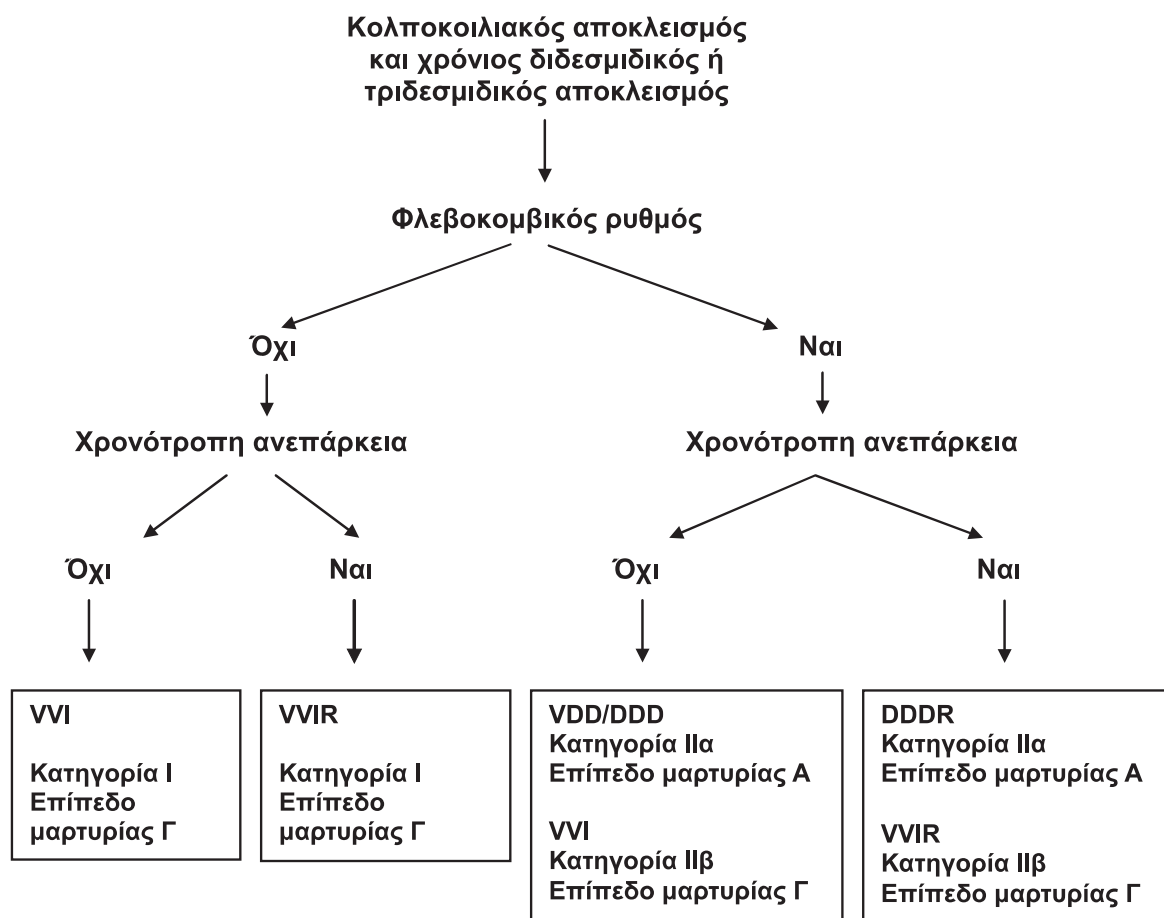 Κολποκοιλιακός αποκλεισμός
και χρόνιος διδεσμιδικός ή
τριδεσμιδικός αποκλεισμός
Φλεβοκομβικός ρυθμός
Όχι
Ναι
Χρονότροπη ανεπάρκεια
Χρονότροπη ανεπάρκεια
Όχι
Ναι
Όχι
Ναι
VVI
Κατηγορία I
Επίπεδο
μαρτυρίας Γ
VVIR
Κατηγορία I
Επίπεδο
μαρτυρίας Γ
VDD/DDD
Κατηγορία IIα
Επίπεδο μαρτυρίας Α
VVI
Κατηγορία IIβ
Επίπεδο μαρτυρίας Γ
DDDR
Κατηγορία IIα
Επίπεδο μαρτυρίας Α
VVIR
Κατηγορία IIβ
Επίπεδο μαρτυρίας Γ